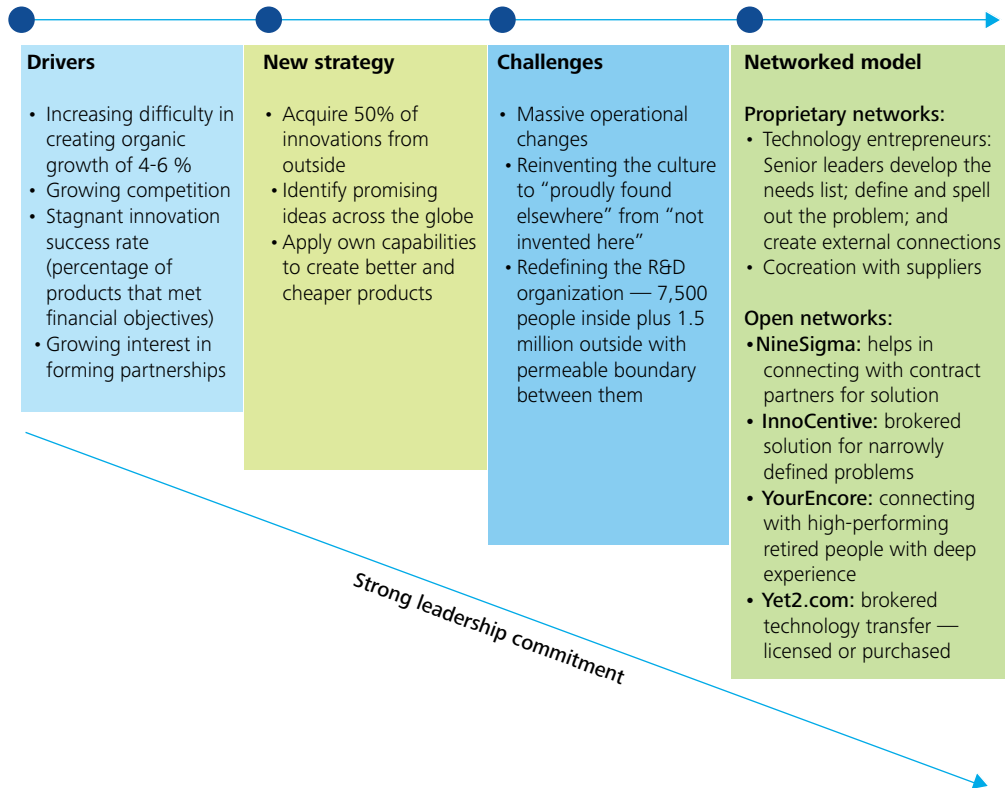 Drivers
• Increasing difficulty in
creating organic
growth of 4-6 %
• Growing competition
• Stagnant innovation
success rate
(percentage of
products that met
financial objectives)
• Growing interest in
forming partnerships
New strategy
• Acquire 50% of
innovations from
outside
• Identify promising
ideas across the globe
• Apply own capabilities
to create better and
cheaper products
Challenges
• Massive operational
changes
• Reinventing the culture
to “proudly found
elsewhere” from “not
invented here”
• Redefining the R&D
organization — 7,500
people inside plus 1.5
million outside with
permeable boundary
between them
Networked model
Proprietary networks:
• Technology entrepreneurs:
Senior leaders develop the
needs list; define and spell
out the problem; and
create external connections
• Cocreation with suppliers
Open networks:
• NineSigma: helps in
connecting with contract
partners for solution
• InnoCentive: brokered
solution for narrowly
defined problems
• YourEncore: connecting
with high-performing
retired people with deep
experience
• Yet2.com: brokered
technology transfer —
licensed or purchased
Strong leadership commitment